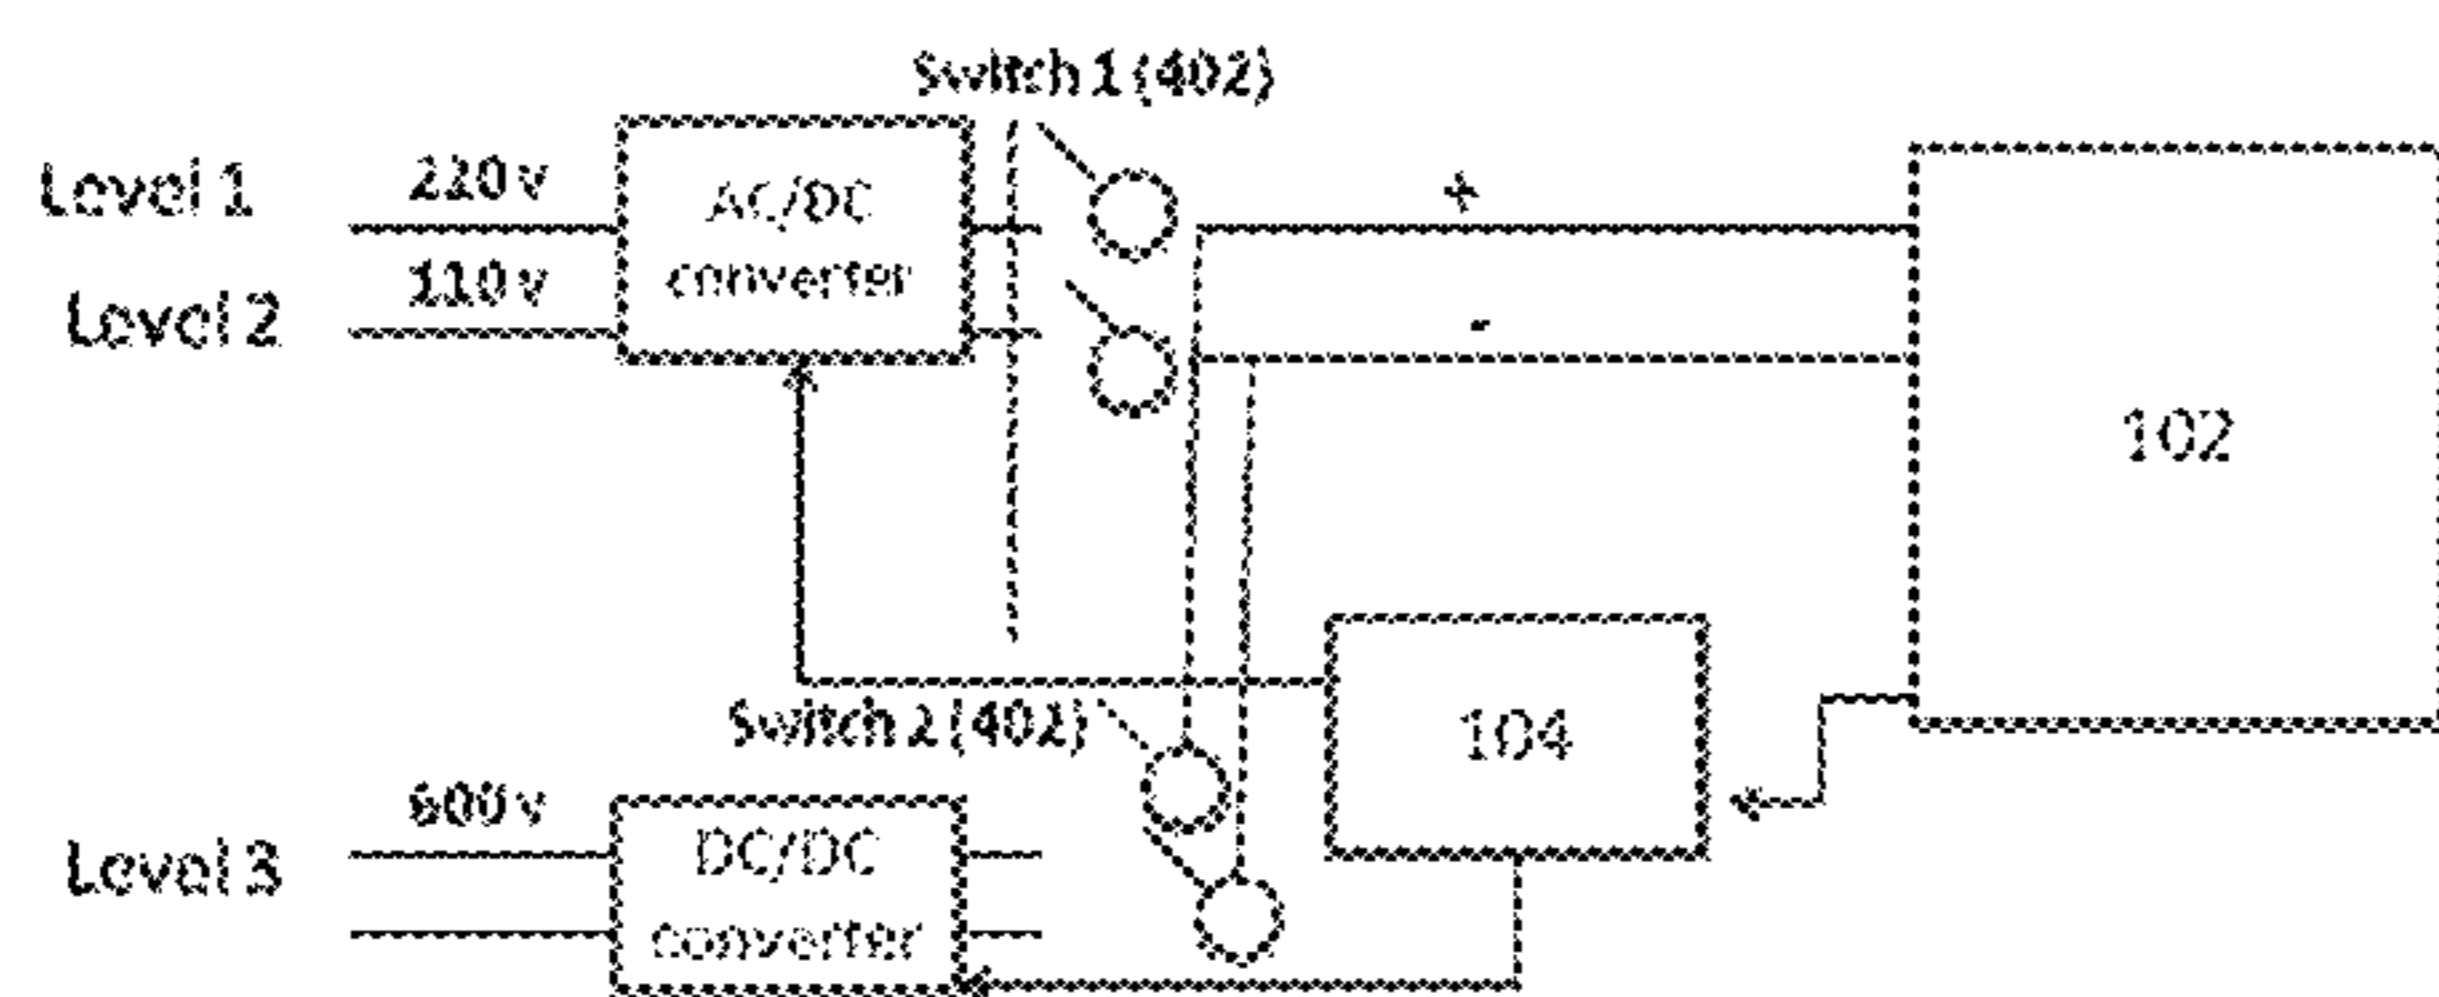 Switch 1 (402)
Level 1
220 v
AC/DC
converter
+
Level 2
110 v
-
102
Switch 2 (402)
104
Level 3
600 v
DC/DC
converter